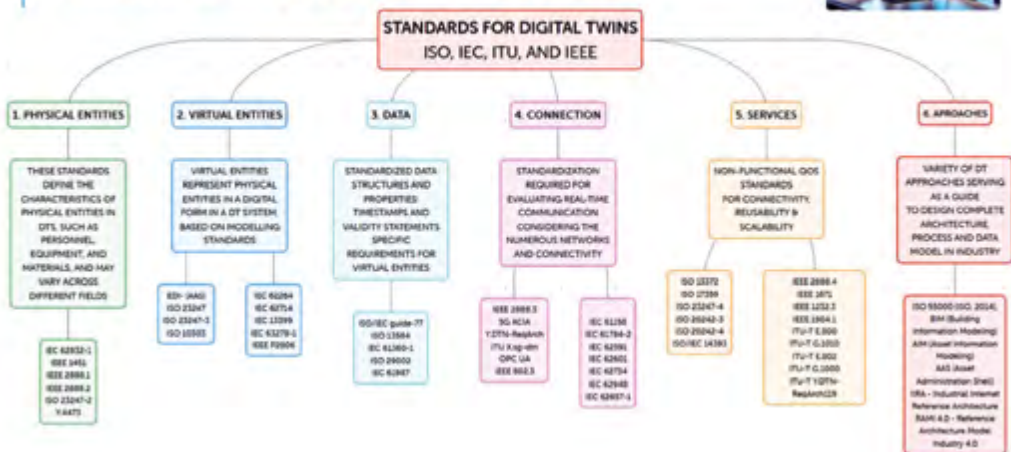 STANDARDS FOR DIGITAL TWINS
ISO, IEC, ITU, AND IEEE
1. PHYSICAL ENTITIES
THESE STANDARDS
DEFINE THE
CHARACTERISTICS OF
PHYSICAL ENTITIES IN
DTS, SUCH AS
PERSONNEL,
EQUIPMENT, AND
MATERIALS, AND MAY
VARY ACROSS
DIFFERENT FIELDS
IEC 62832-1
IEEE 1451
IEEE 2888.1
IEEE 2888.2
ISO 23247-2
Y.4473
2. VIRTUAL ENTITIES
VIRTUAL ENTITIES
REPRESENT PHYSICAL
ENTITIES IN A DIGITAL
FORM IN A DT SYSTEM,
BASED ON MODELLING
STANDARDS
(AAS)
ISO 23247
ISO 23247-3
ISO 10303
IEC 62264
IEC 62714
IEC 63278-1
3. DATA
STANDARDIZED DATA
STRUCTURES AND
PROPERTIES
TIMESTAMPS AND
VALIDITY STATEMENTS
SPECIFIC
REQUIREMENTS FOR
VIRTUAL ENTITIES
ISO/IEC guide-77
ISO 13584
IEC 61360-1
ISO 29002
4. CONNECTION
STANDARDIZATION
REQUIRED FOR
EVALUATING REAL-TIME
COMMUNICATION
CONSIDERING THE
NUMEROUS NETWORKS
AND CONNECTIVITY
IEEE 2888.3
5G ACIA
OPC UA
IEEE 802.3
IEC 61158
IEC 61784-2
IEC 62591
IEC 62601
IEC 62734
IEC 62948
IEC 62657-1
5. SERVICES
NON-FUNCTIONAL QOS
STANDARDS
FOR CONNECTIVITY,
REUSABILITY &
SCALABILITY
ISO 13372
ISO 17359
ISO 23247-4
ISO 20242-3
ISO 20242-4
ISO/IEC 14393
IEEE 2888.4
IEEE 1671
IEEE 1232.3
ITU-T E.800
ITU-T G.1010
ITU-T E.802
ITU-T G.1000
ITU-T Y.DTN-
6. APROACHES
VARIETY OF DT
APPROACHES SERVING
AS A GUIDE
TO DESIGN COMPLETE
ARCHITECTURE,
PROCESS AND DATA
MODEL IN INDUSTRY
ISO 55000 (ISO, 2014),
BIM (Building
Information Modeling)
AIM (Asset Information
Modeling)
AAS (Asset
Administration Shell)
IIRA - Industrial Internet
Reference Architecture
RAMI 4.0 - Reference
Architecture Model
Industry 4.0